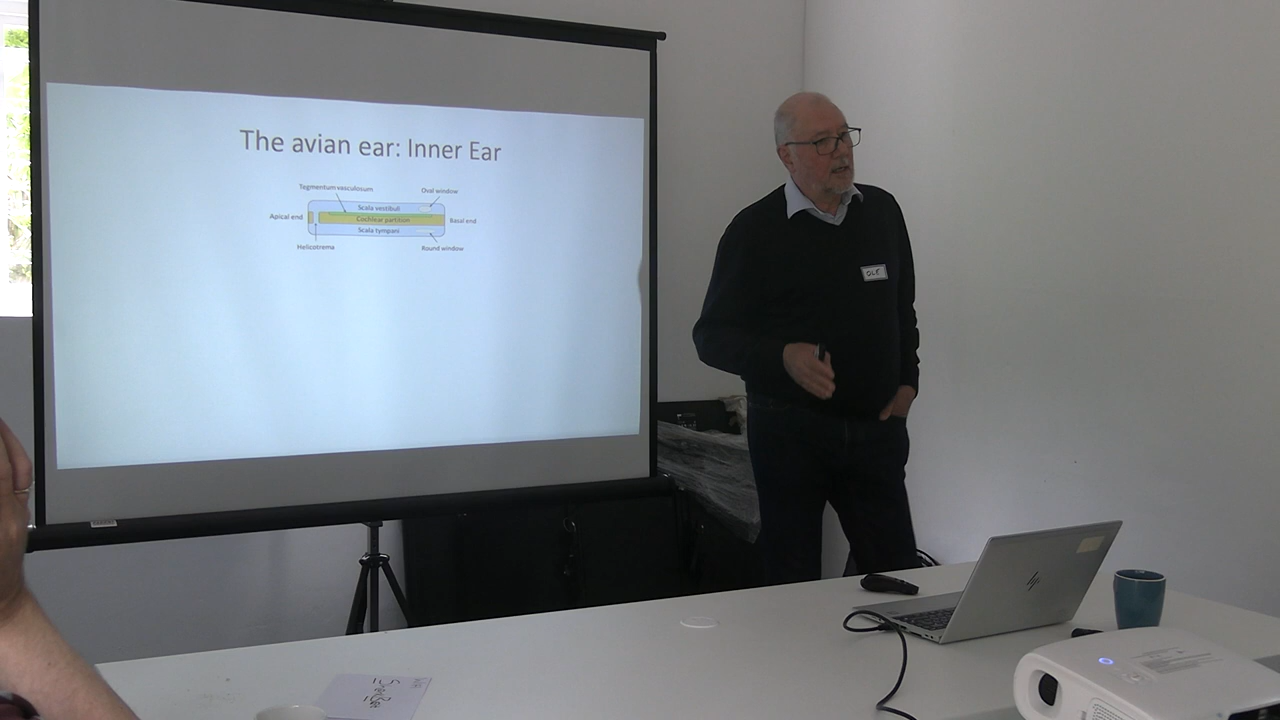 The avian ear: Inner Ear
Tegmentum vasculosum
Oval window
Scala vestibuli
Apical end
Cochlear partition
Basal end
Scala tympani
Helicotrema
Round window
OLE
hp